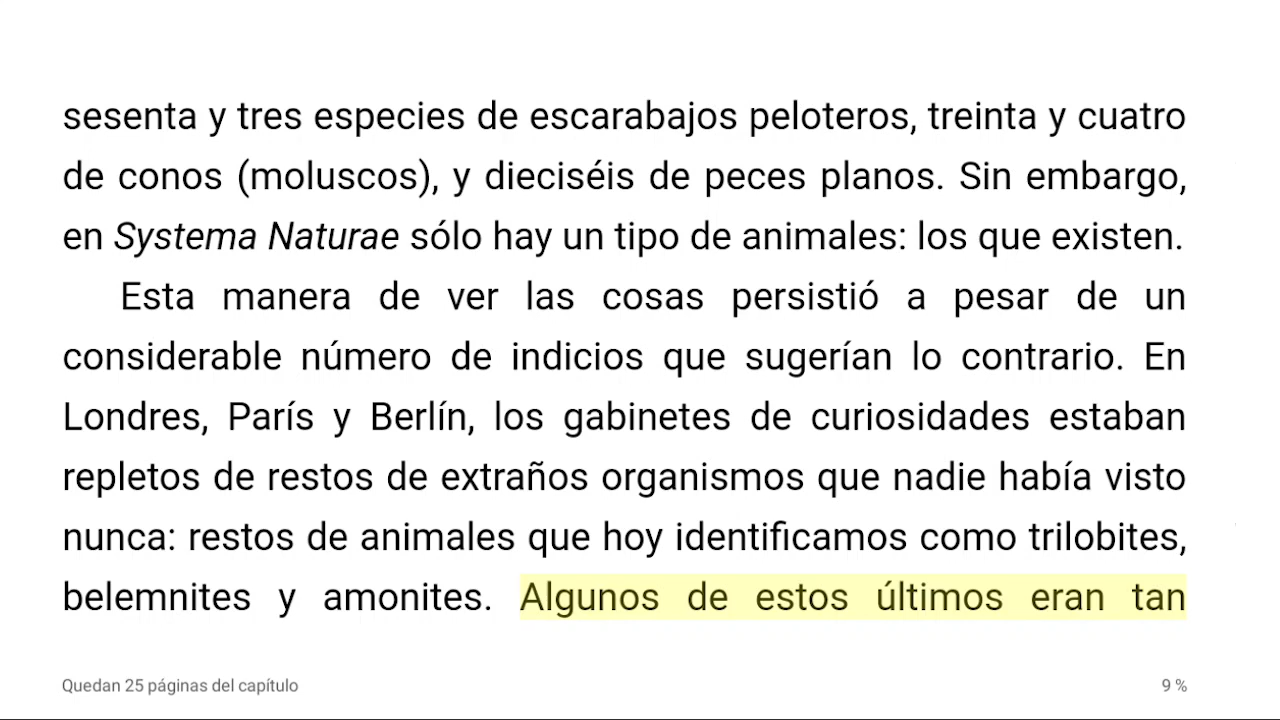 sesenta y tres especies de escarabajos peloteros, treinta y cuatro
de conos (moluscos), y dieciséis de peces planos. Sin embargo,
en Systema Naturae sólo hay un tipo de animales: los que existen.
Esta manera de ver las cosas persistió a pesar de un
considerable número de indicios que sugerían lo contrario. En
Londres, París y Berlín, los gabinetes de curiosidades estaban
repletos de restos de extraños organismos que nadie había visto
nunca: restos de animales que hoy identificamos como trilobites,
belemnites y amonites. Algunos de estos últimos eran tan
Quedan 25 páginas del capítulo
9 %